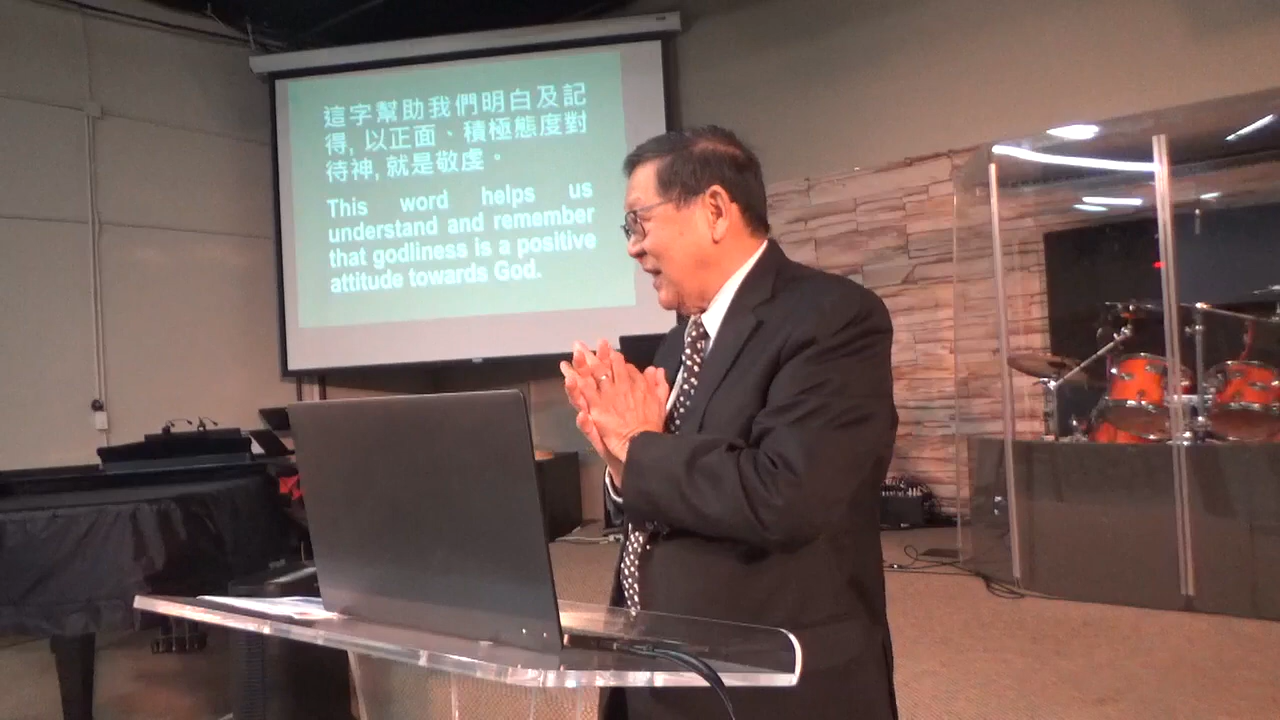 這字幫助我們明白及記
得, 以正面、積極態度對
待神, 就是敬虔。
This word helps us
understand and remember
that godliness is a positive
attitude towards God.